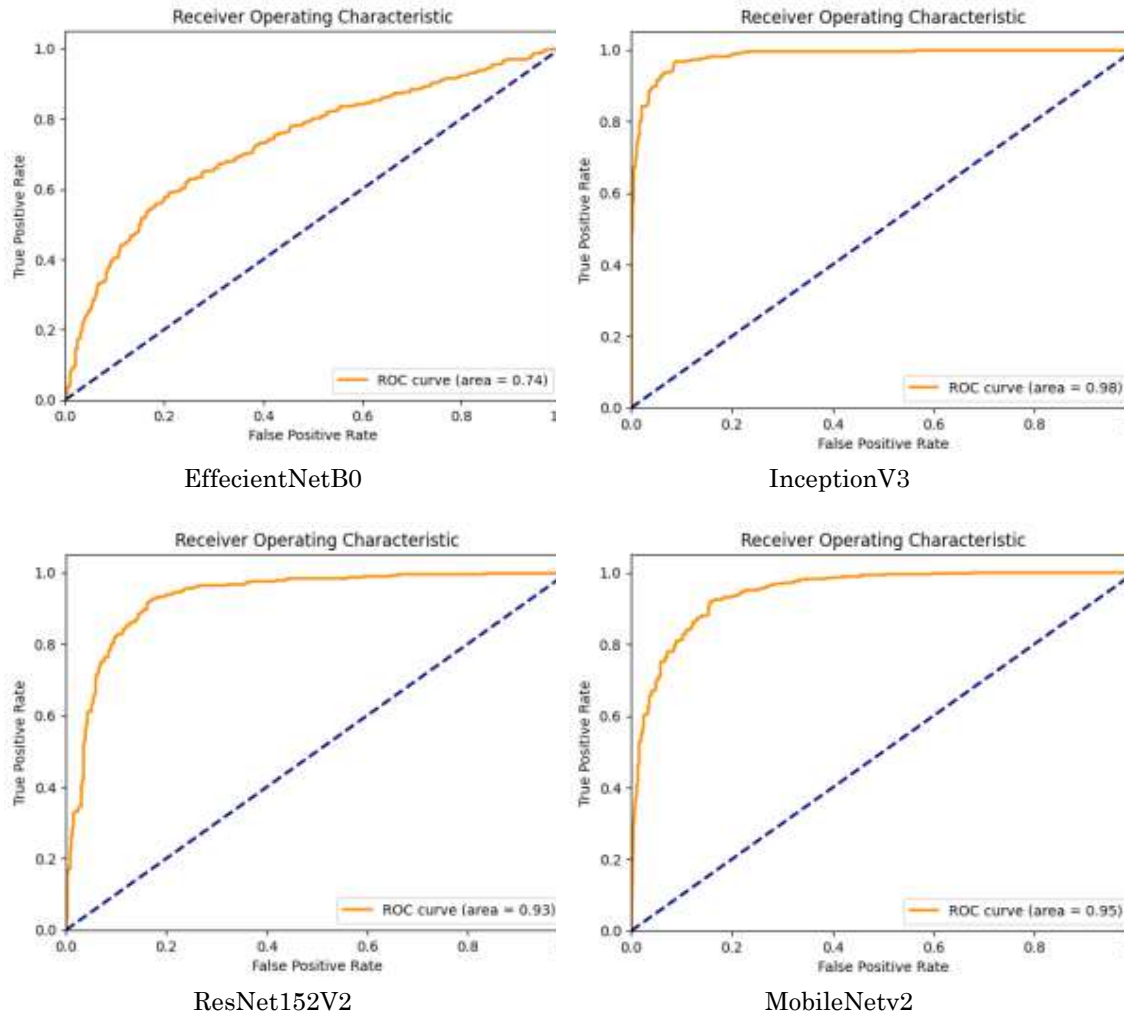 Receiver Operating Characteristic
1.0
0.8
0.6
0.4
0.2
0.0
True Positive Rate
ROC curve (area = 0.74)
0.0 0.2 0.4 0.6 0.8 1
False Positive Rate
EffecientNetB0
Receiver Operating Characteristic
1.0
0.8
0.6
0.4
0.2
0.0
True Positive Rate
ROC curve (area = 0.98)
0.0 0.2 0.4 0.6 0.8
False Positive Rate
InceptionV3
Receiver Operating Characteristic
1.0
0.8
0.6
0.4
0.2
0.0
True Positive Rate
ROC curve (area = 0.93)
0.0 0.2 0.4 0.6 0.8
False Positive Rate
ResNet152V2
Receiver Operating Characteristic
1.0
0.8
0.6
0.4
0.2
0.0
True Positive Rate
ROC curve (area = 0.95)
0.0 0.2 0.4 0.6 0.8
False Positive Rate
MobileNetv2